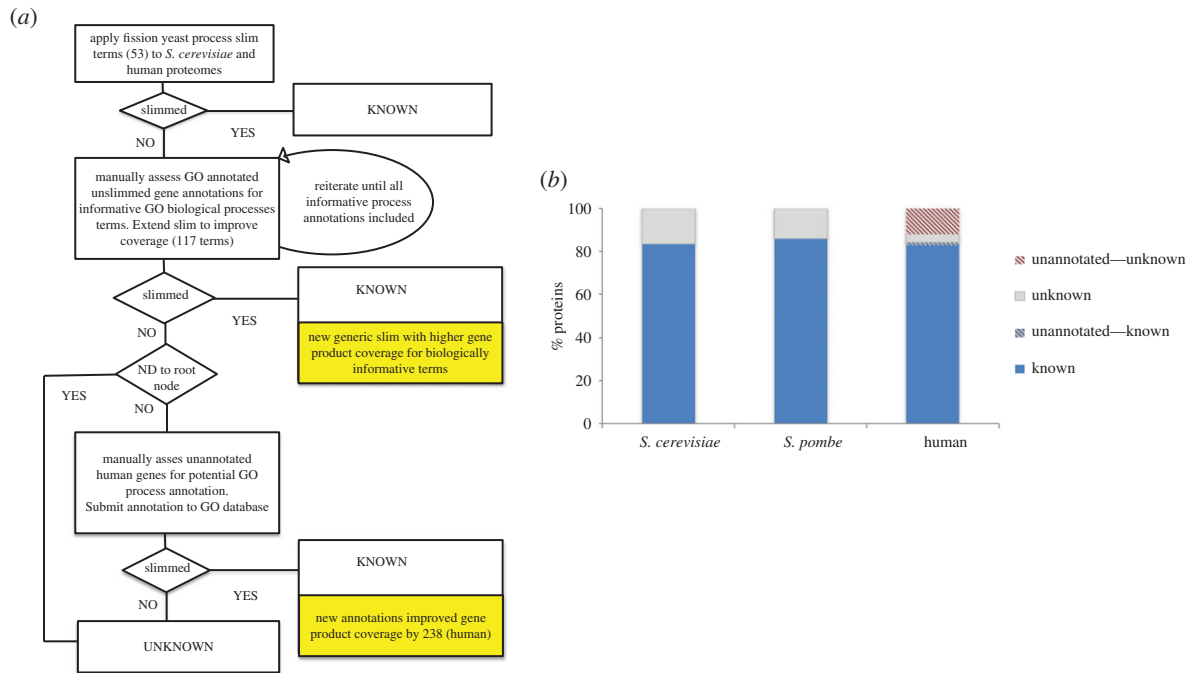 (a)
apply fission yeast process slim
terms (53) to S. cerevisiae and
human proteomes
slimmed
KNOWN
YES
NO
manually assess GO annotated
unslimmed gene annotations for
informative GO biological processes
terms. Extend slim to improve
coverage (117 terms)
reiterate until all
informative process
annotations included
slimmed
KNOWN
YES
NO
new generic slim with higher gene
product coverage for biologically
informative terms
ND to root
node
YES
NO
manually asses unannotated
human genes for potential GO
process annotation.
Submit annotation to GO database
slimmed
KNOWN
YES
NO
new annotations improved gene
product coverage by 238 (human)
UNKNOWN
(b)
% proteins
100
80
60
40
20
0
S. cerevisiae
S. pombe
human
unannotated—unknown
unknown
unannotated—known
known